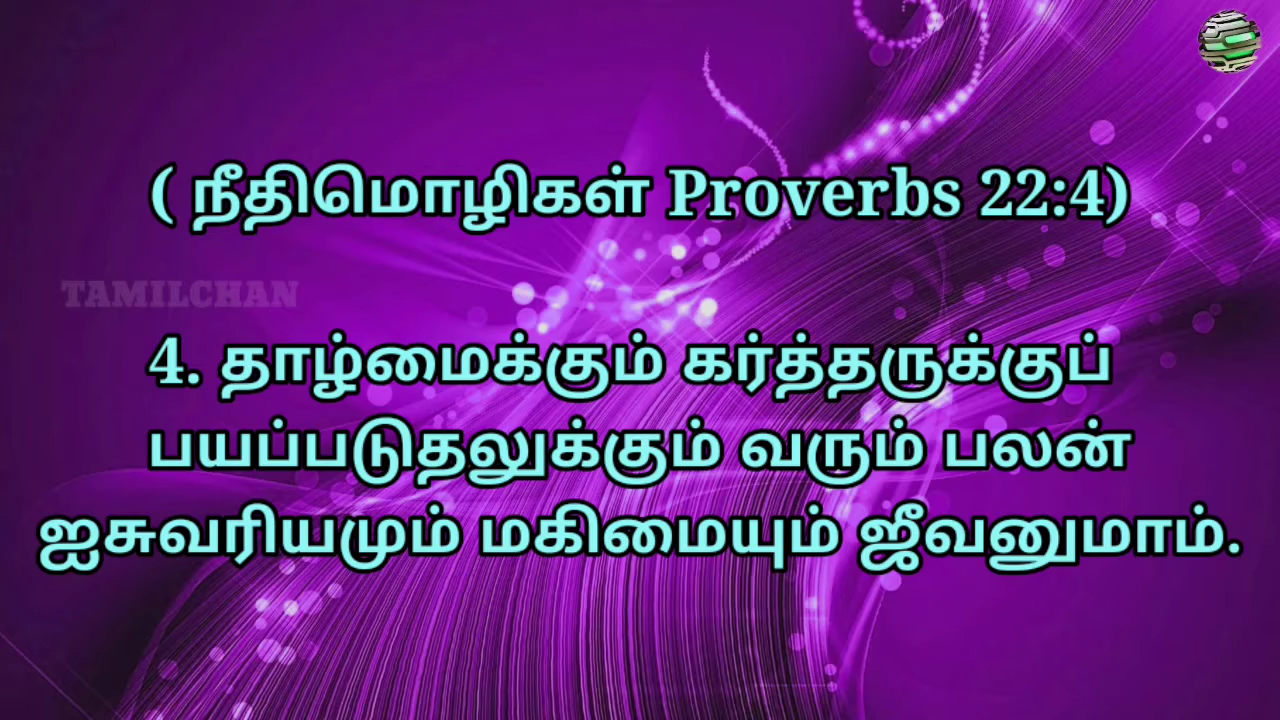 ( நீதிமொழிகள் Proverbs 22:4)
TAMILCHAN
4. தாழ்மைக்கும் கர்த்தருக்குப்
பயப்படுதலுக்கும் வரும் பலன்
ஐசுவரியமும் மகிமையும் ஜீவனுமாம்.